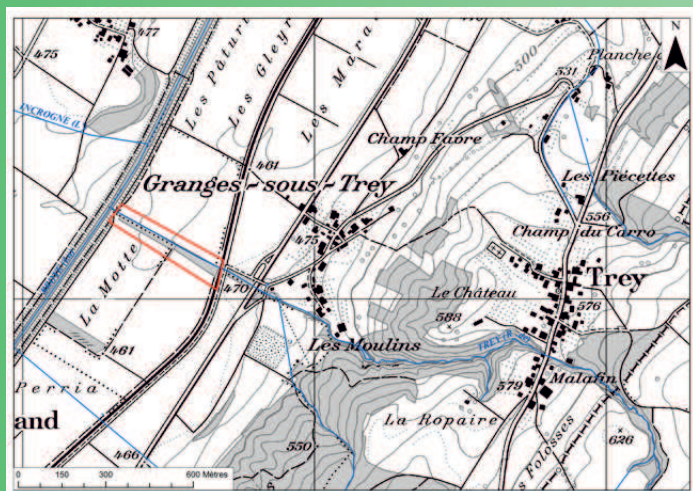 477
475
N
Planche
500
531
Les Pâtur
Les Gleyr
Les Mara
INCROGNE (L')
Champ Favre
461
Granges-sous-Trey
Les Piécettes
556
475
Champ du Carro
La Motte
Trey
470
Le Château
576
583
Les Moulins
461
Malafin
579
Perria
La Ropaire
and
626
550
466
Folosses
0 150 300 600 Mètres